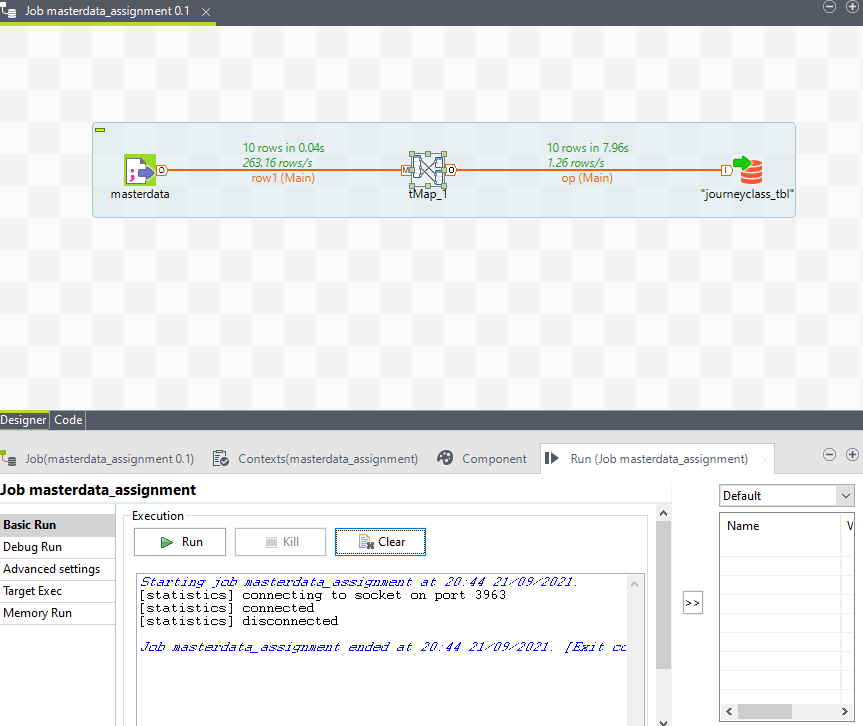 Job masterdata_assignment 0.1
10 rows in 0.04s
263.16 rows/s
row1 (Main)
10 rows in 7.96s
1.26 rows/s
op (Main)
O
M
O
I
masterdata
tMap_1
"journeyclass_tbl"
Designer
Code
Job(masterdata_assignment 0.1)
Contexts(masterdata_assignment)
Component
Run (Job masterdata_assignment)
Job masterdata_assignment
Default
Basic Run
Debug Run
Advanced settings
Target Exec
Memory Run
Execution
Run
Kill
Clear
Name
V
Starting job masterdata_assignment at 20:44 21/09/2021.
[statistics] connecting to socket on port 3963
[statistics] connected
[statistics] disconnected
Job masterdata_assignment ended at 20:44 21/09/2021. [Exit co
>>